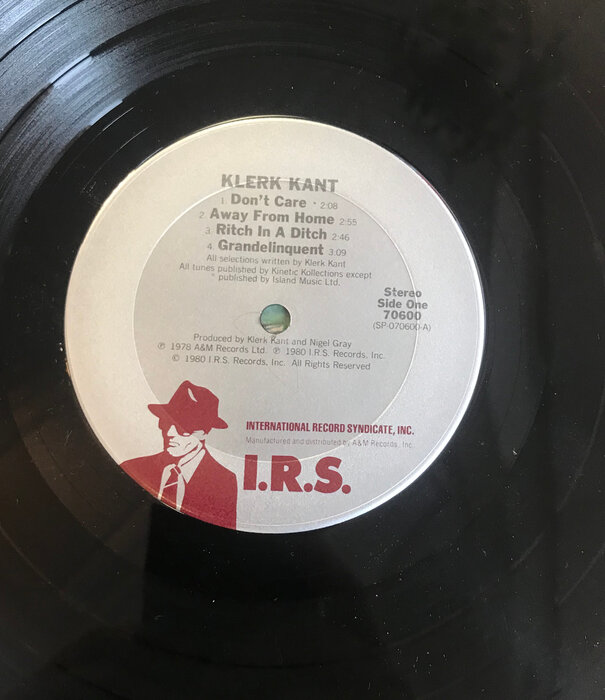 KLERK KANT
1. Don't Care * 2:08
2. Away From Home 2:55
3. Ritch In A Ditch 2:46
4. Grandelinquent 3:09
All selections written by Klerk Kant
All tunes published by Kinetic Kollections except
* published by Island Music Ltd.
Stereo
Side One
70600
(SP-070600-A)
Produced by Klerk Kant and Nigel Gray
℗ 1978 A&M Records Ltd. ℗ 1980 I.R.S. Records, Inc.
© 1980 I.R.S. Records, Inc. All Rights Reserved
INTERNATIONAL RECORD SYNDICATE, INC.
Manufactured and distributed by A&M Records, Inc.
I.R.S.